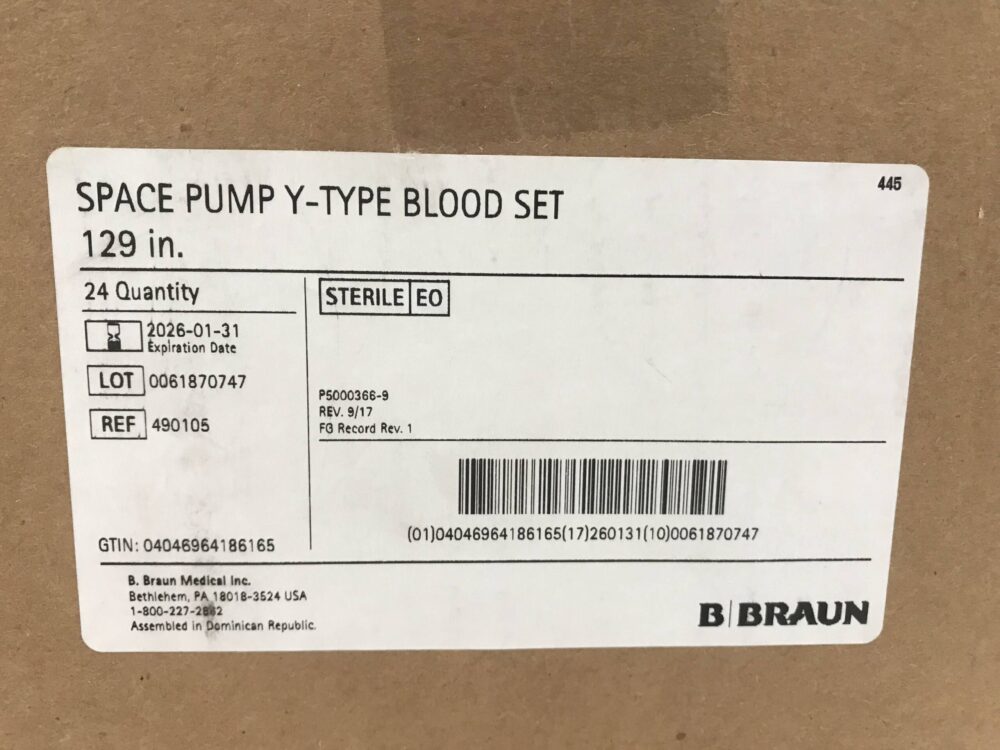 SPACE PUMP Y-TYPE BLOOD SET
445
129 in.
24 Quantity
STERILE EO
2026-01-31
Expiration Date
LOT 0061870747
REF 490105
P5000366-9
REV. 9/17
FG Record Rev. 1
(01)04046964186165(17)260131(10)0061870747
GTIN: 04046964186165
B. Braun Medical Inc.
Bethlehem, PA 18018-3524 USA
1-800-227-2862
Assembled in Dominican Republic.
B|BRAUN